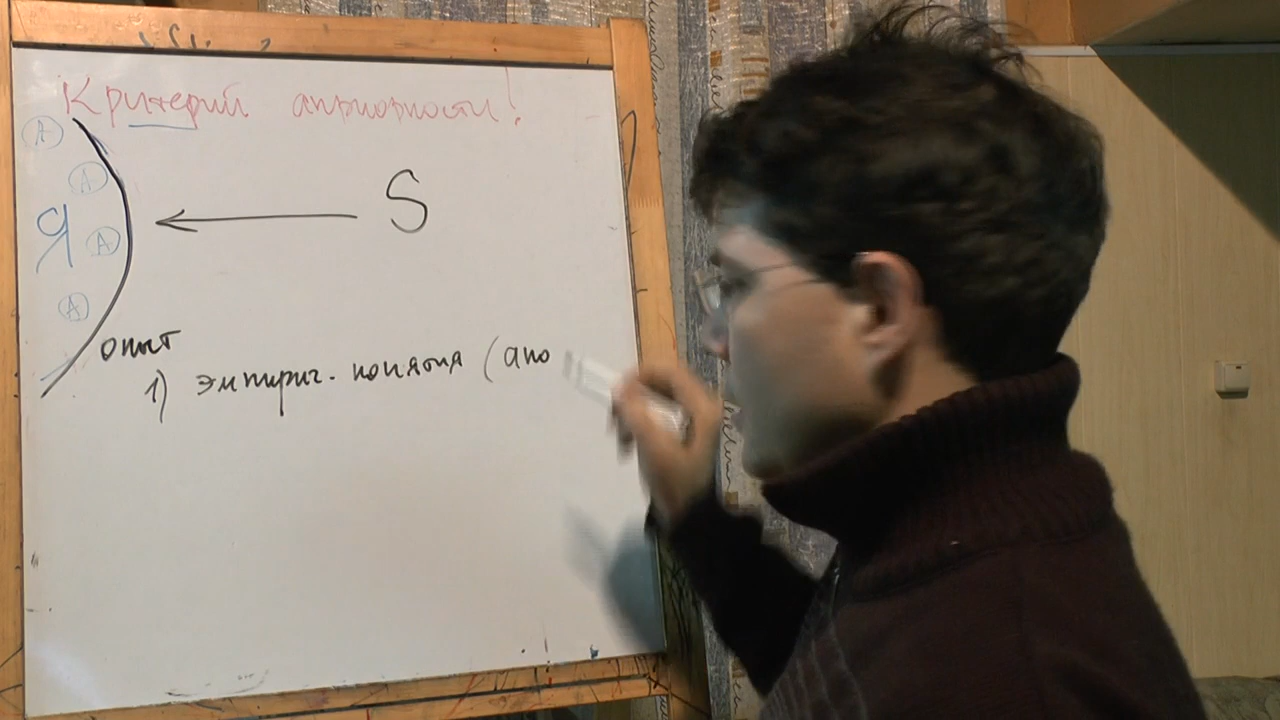 Критерий априорности!
А
А
S
Я
А
А
опыт
1) эмпирич. понятия (апо